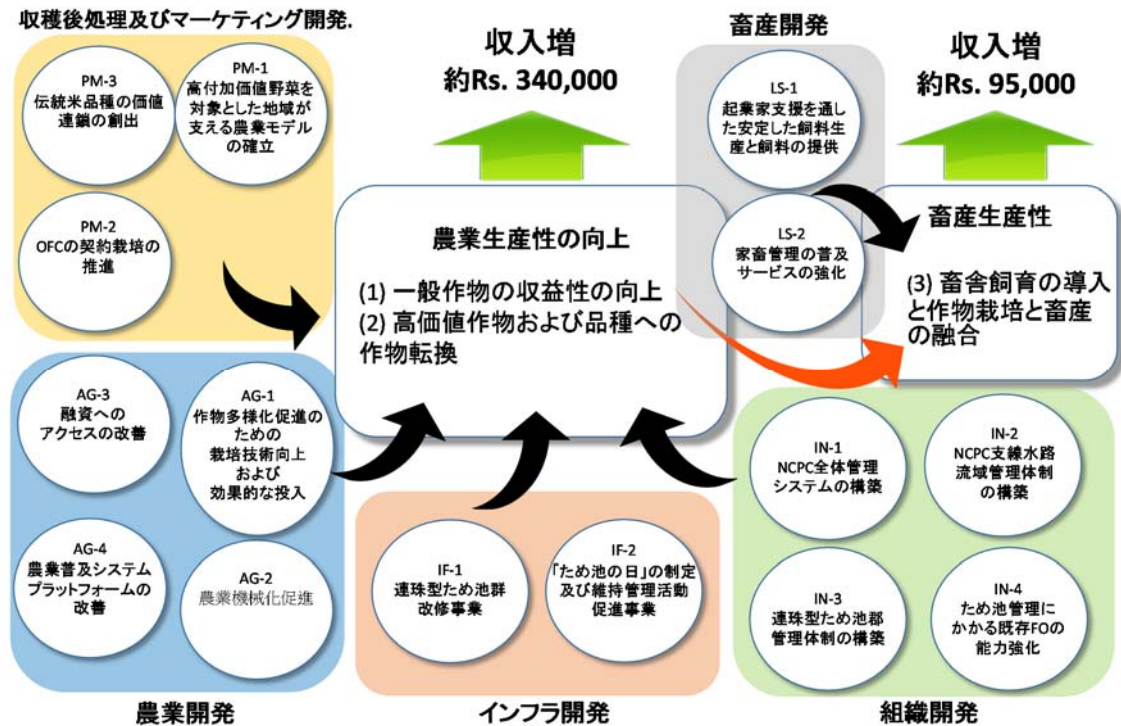 収穫後処理及びマーケティング開発.
PM-3
伝統米品種の価値
連鎖の創出
PM-1
高付加価値野菜を
対象とした地域が
支える農業モデル
の確立
PM-2
OFCの契約栽培の
推進
収入増
約Rs. 340,000
畜産開発
LS-1
起業家支援を通し
た安定した飼料生
産と飼料の提供
LS-2
家畜管理の普及
サービスの強化
収入増
約Rs. 95,000
農業生産性の向上
(1) 一般作物の収益性の向上
(2) 高価値作物および品種への
作物転換
畜産生産性
(3) 畜舎飼育の導入
と作物栽培と畜産
の融合
AG-3
融資への
アクセスの改善
AG-1
作物多様化促進の
ための
栽培技術向上
および
効果的な投入
AG-4
農業普及システム
プラットフォームの
改善
AG-2
農業機械化促進
農業開発
IF-1
連珠型ため池群
改修事業
IF-2
「ため池の日」の制定
及び維持管理活動
促進事業
インフラ開発
IN-1
NCPC全体管理
システムの構築
IN-2
NCPC支線水路
流域管理体制
の構築
IN-3
連珠型ため池郡
管理体制の構築
IN-4
ため池管理に
かかる既存FOの
能力強化
組織開発